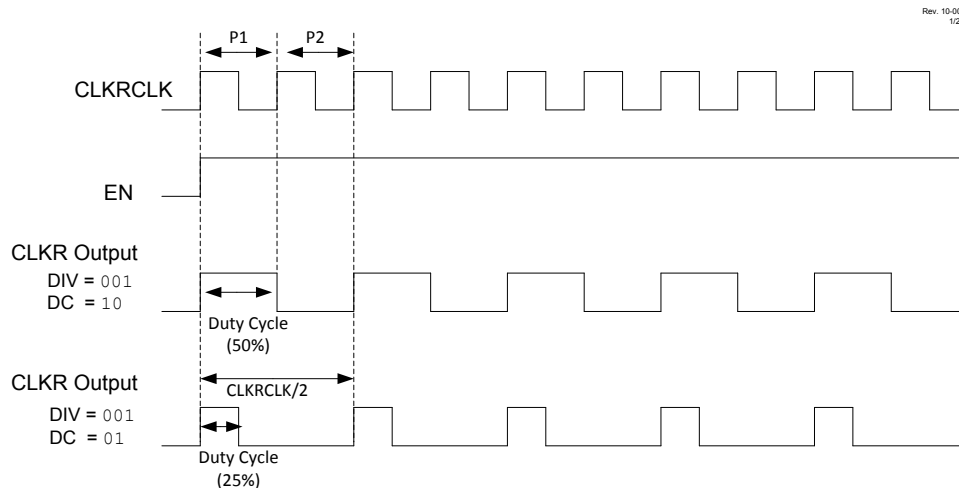 Rev. 10-00
1/2
P1
P2
CLKRCLK
EN
CLKR Output
DIV = 001
DC = 10
Duty Cycle
(50%)
CLKR Output
CLKRCLK/2
DIV = 001
DC = 01
Duty Cycle
(25%)